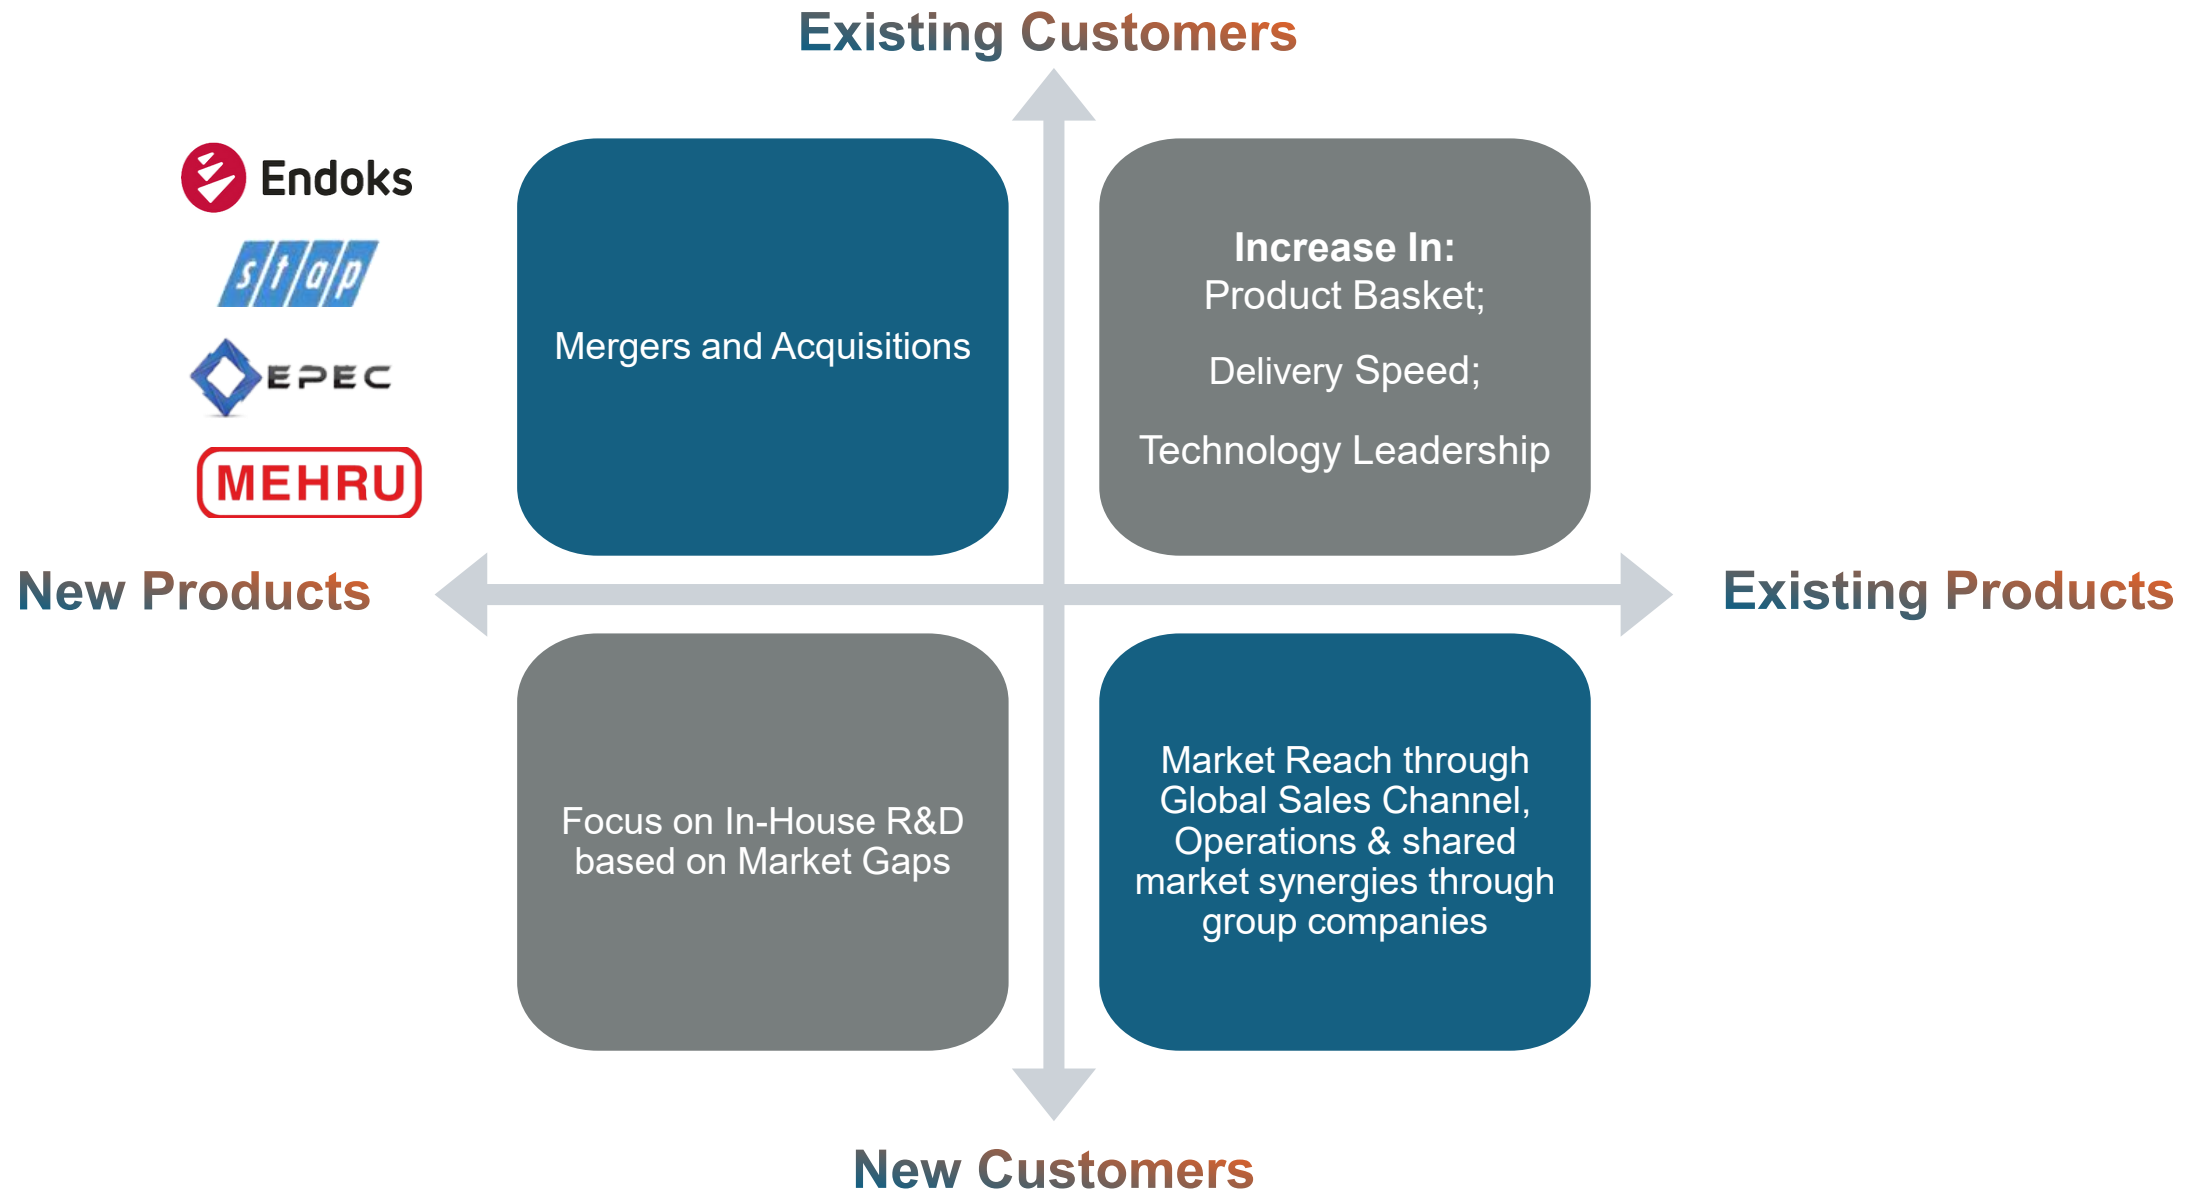 Existing Customers
Endoks
stap
EPEC
MEHRU
Mergers and Acquisitions
Increase In:
Product Basket;
Delivery Speed;
Technology Leadership
New Products
Existing Products
Focus on In-House R&D
based on Market Gaps
Market Reach through
Global Sales Channel,
Operations & shared
market synergies through
group companies
New Customers